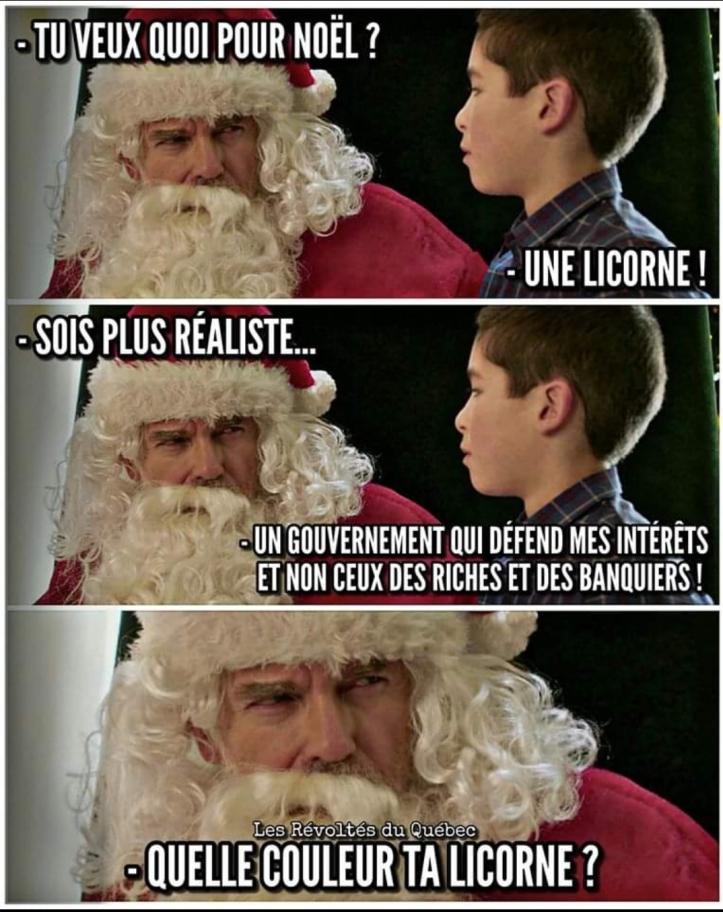 - TU VEUX QUOI POUR NOËL ?
- UNE LICORNE !
- SOIS PLUS RÉALISTE...
- UN GOUVERNEMENT QUI DÉFEND MES INTÉRÊTS
ET NON CEUX DES RICHES ET DES BANQUIERS !
Les Révoltés du Québec
- QUELLE COULEUR TA LICORNE ?